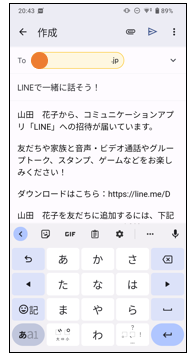 20:43
89%
作成
To
.jp
LINEで一緒に話そう！
山田　花子から、コミュニケーションアプ
リ「LINE」への招待が届いています。
友だちや家族と音声・ビデオ通話やグルー
プトーク、スタンプ、ゲームなどをお楽し
みください！
ダウンロードはこちら：https://line.me/D
山田　花子を友だちに追加するには、下記
GIF
あ か さ
た な は
記 ま や ら
あa1 わ 、。?!